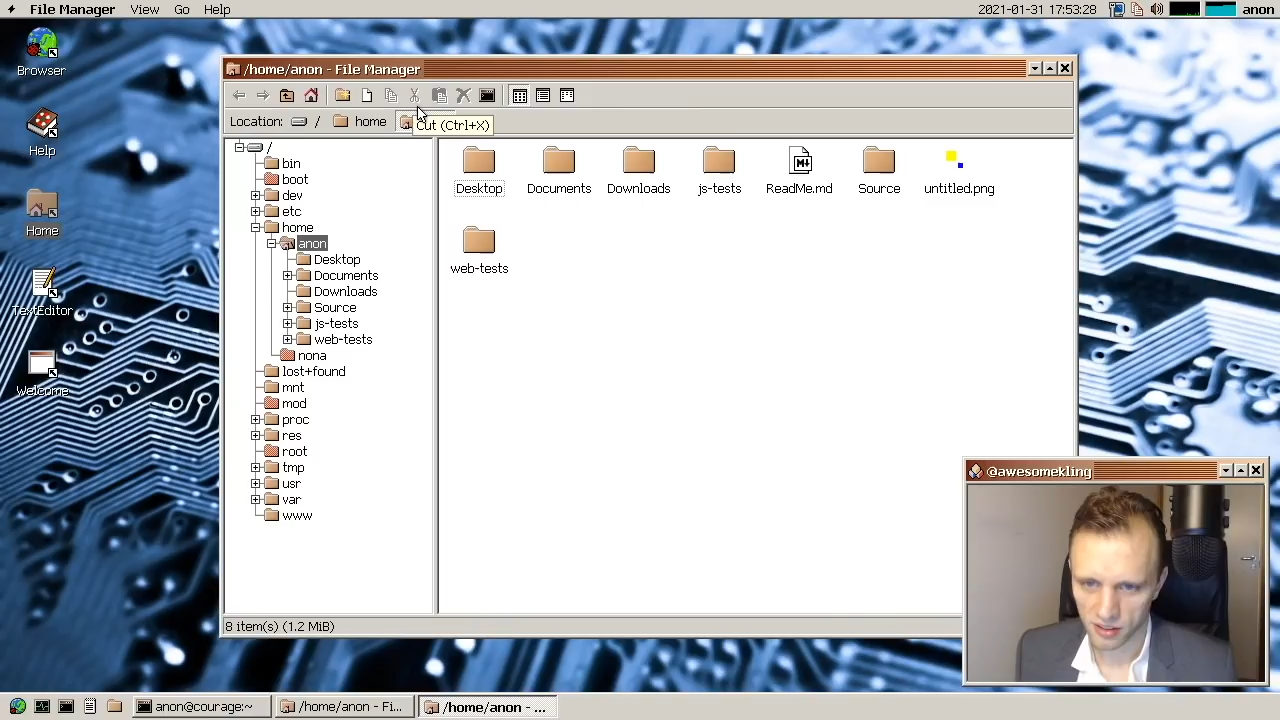 File Manager View Go Help 2021-01-31 17:53:28 anon
Browser
Help
Home
TextEditor
Welcome
/home/anon - File Manager
Location: / home
Cut (Ctrl+X)
/
bin
boot
dev
etc
home
anon
Desktop
Documents
Downloads
Source
js-tests
web-tests
nona
lost+found
mnt
mod
proc
res
root
tmp
usr
var
www
Desktop Documents Downloads js-tests ReadMe.md Source untitled.png
web-tests
8 item(s) (1.2 MiB)
@awesomekling
anon@courage:~ /home/anon - Fi... /home/anon - ...